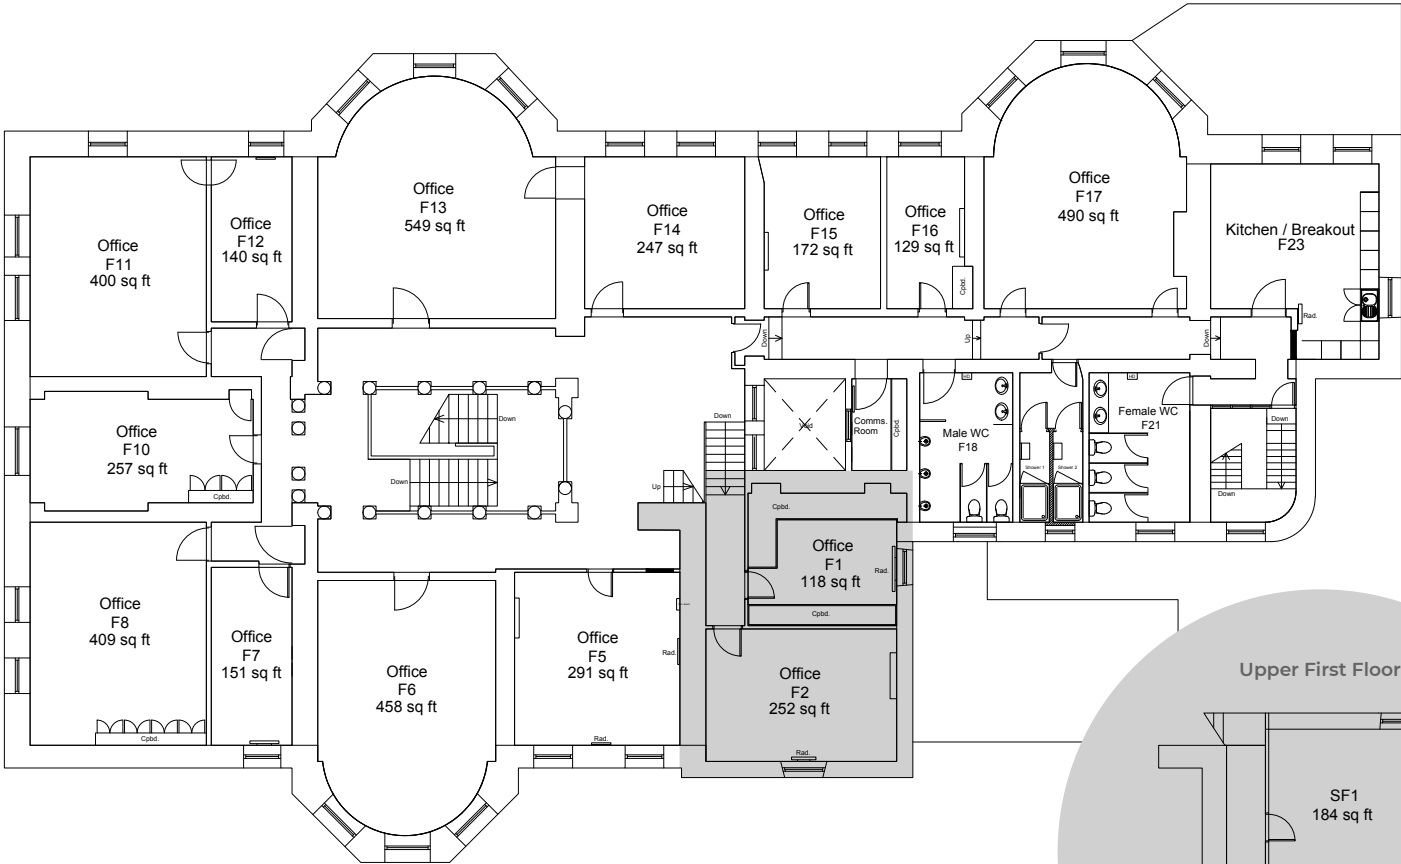 Office
F13
549 sq ft
Office
F17
490 sq ft
Office
F14
247 sq ft
Office
F15
172 sq ft
Office
F16
129 sq ft
Office
F12
140 sq ft
Kitchen / Breakout
F23
Office
F11
400 sq ft
Cpbd.
Rad.
Down
Up
Down
Down
Down
Down
Down
Void
Comms.
Room
Cpbd.
HD
Male WC
F18
Shower 1
Shower 2
HD
Female WC
F21
Down
Office
F10
257 sq ft
Cpbd.
Up
Down
Cpbd.
Office
F1
118 sq ft
Rad.
Cpbd.
Office
F8
409 sq ft
Cpbd.
Office
F7
151 sq ft
Office
F6
458 sq ft
Office
F5
291 sq ft
Rad.
Rad.
Office
F2
252 sq ft
Rad.
Upper First Floor
SF1
184 sq ft